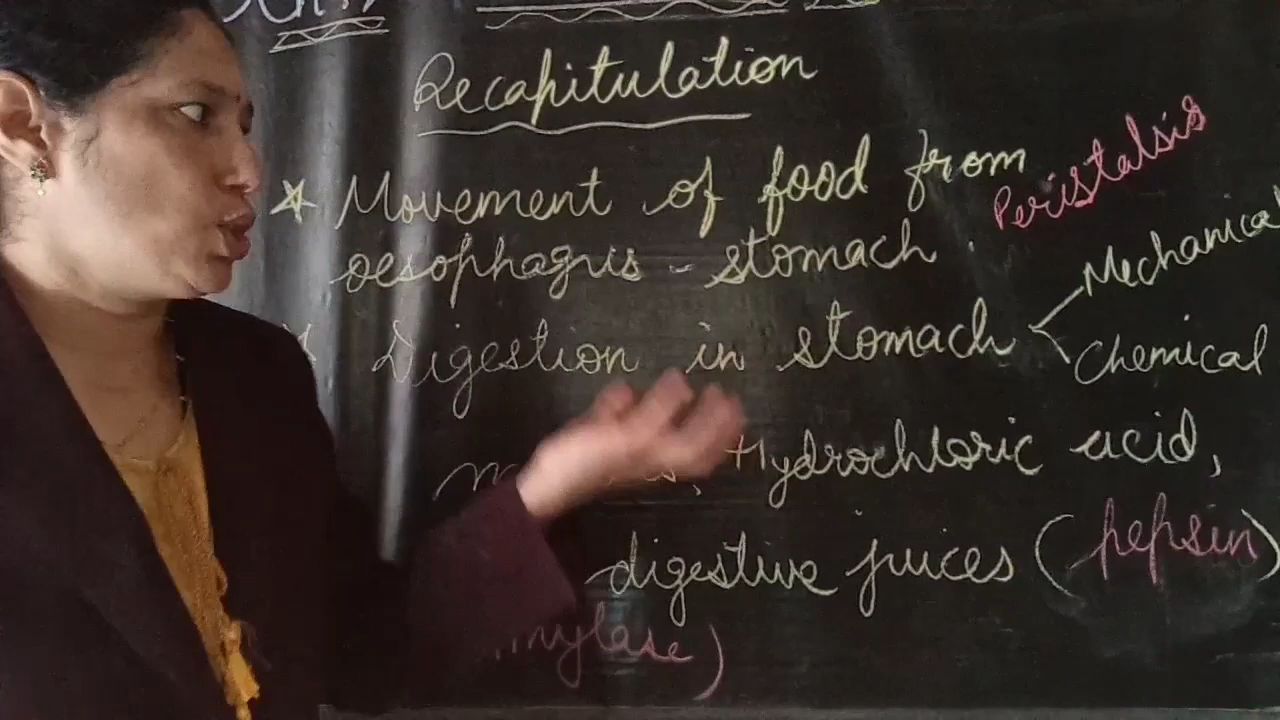 Recapitulation
* Movement of food from
oesophagus - stomach. Peristalsis
* Digestion in stomach < Mechanical
Chemical
Hydrochloric acid,
digestive juices (pepsin)
mylase)